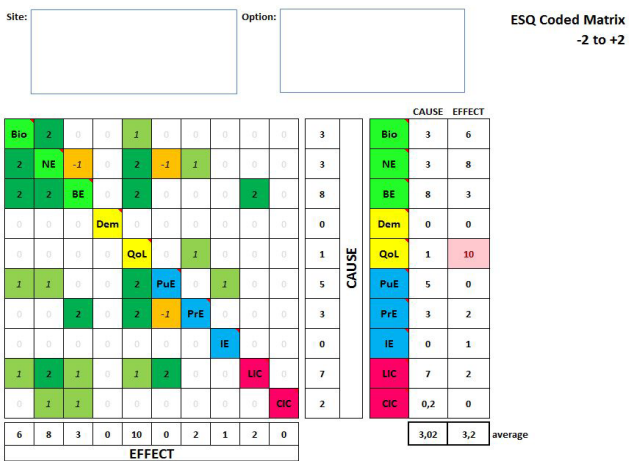 Site: Option: ESQ Coded Matrix
-2 to +2
CAUSE EFFECT
Bio 2 0 0 1 0 0 0 0 0 3 Bio 3 6
2 NE -1 0 2 -1 1 0 0 0 3 NE 3 8
2 2 BE 0 2 0 0 0 2 0 8 BE 8 3
0 0 0 Dem 0 0 0 0 0 0 0 Dem 0 0
0 0 0 0 QoL 0 1 0 0 0 1 QoL 1 10
1 1 0 0 2 PuE 0 1 0 0 5 PuE 5 0
0 0 2 0 2 -1 PrE 0 0 0 3 PrE 3 2
0 0 0 0 0 0 0 IE 0 0 0 IE 0 1
1 2 1 0 1 2 0 0 LIC 0 7 LIC 7 2
0 1 1 0 0 0 0 0 0 CIC 2 CIC 0,2 0
CAUSE
6 8 3 0 10 0 2 1 2 0 3,02 3,2 average
EFFECT